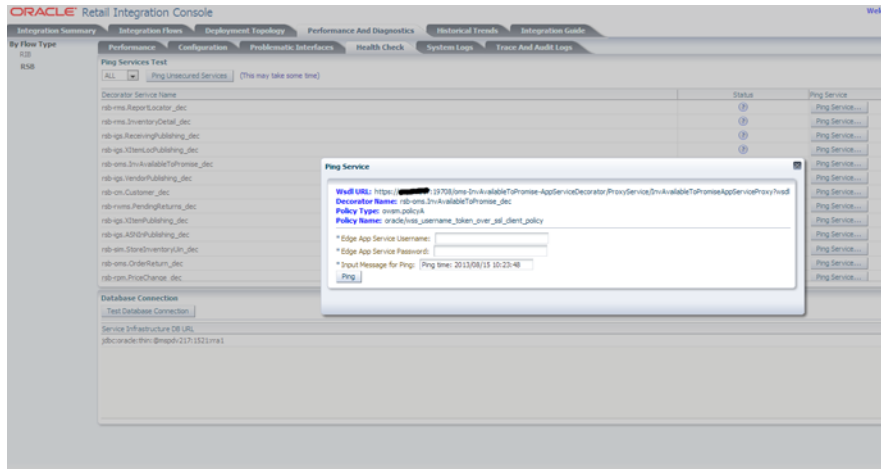 ORACLE Retail Integration Console
Wel
Integration Summary Integration Flows Deployment Topology Performance And Diagnostics Historical Trends Integration Guide
By Flow Type
RIB
RSB
Performance Configuration Problematic Interfaces Health Check System Logs Trace And Audit Logs
Ping Services Test
ALL Ping Unsecured Services (This may take some time)
Decorator Service Name Status Ping Service
rsb-rms.ReportLocator_dec Ping Service...
rsb-rms.InventoryDetail_dec Ping Service...
rsb-igs.ReceivingPublishing_dec Ping Service...
rsb-igs.XItemLocPublishing_dec Ping Service...
rsb-oms.InvAvailableToPromise_dec Ping Service...
rsb-igs.VendorPublishing_dec Ping Service...
rsb-cm.Customer_dec Ping Service...
rsb-rwms.PendingReturns_dec Ping Service...
rsb-igs.XItemPublishing_dec Ping Service...
rsb-igs.ASNInPublishing_dec Ping Service...
rsb-sim.StoreInventoryUin_dec Ping Service...
rsb-oms.OrderReturn_dec Ping Service...
rsb-rpm.PriceChange_dec Ping Service...
Ping Service
Wsdl URL: https:// :19708/oms-InvAvailableToPromise-AppServiceDecorator/ProxyService/InvAvailableToPromiseAppServiceProxy?wsdl
Decorator Name: rsb-oms.InvAvailableToPromise_dec
Policy Type: owsm.policyA
Policy Name: oracle/wss_username_token_over_ssl_client_policy
* Edge App Service Username:
* Edge App Service Password:
* Input Message for Ping: Ping time: 2013/08/15 10:23:48
Ping
Database Connection
Test Database Connection
Service Infrastructure DB URL
jdbc:oracle:thin:@mspdv217:1521:rra1